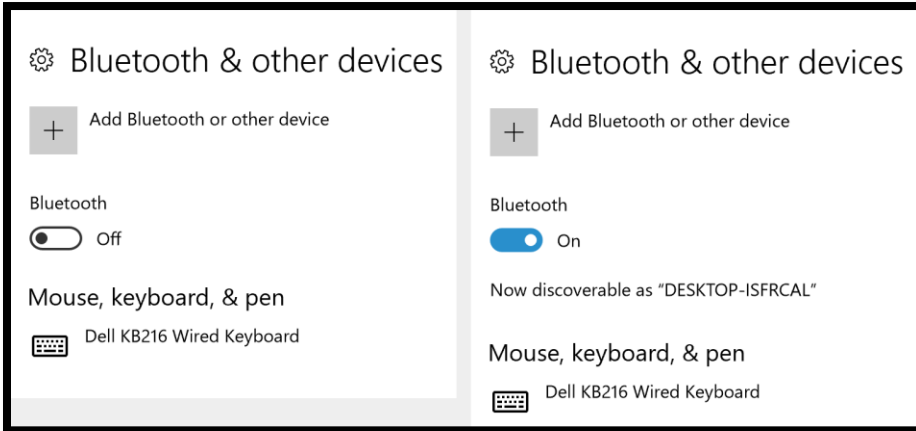 Bluetooth & other devices
Add Bluetooth or other device
Bluetooth
Off
Mouse, keyboard, & pen
Dell KB216 Wired Keyboard
Bluetooth & other devices
Add Bluetooth or other device
Bluetooth
On
Now discoverable as “DESKTOP-ISFRCAL”
Mouse, keyboard, & pen
Dell KB216 Wired Keyboard